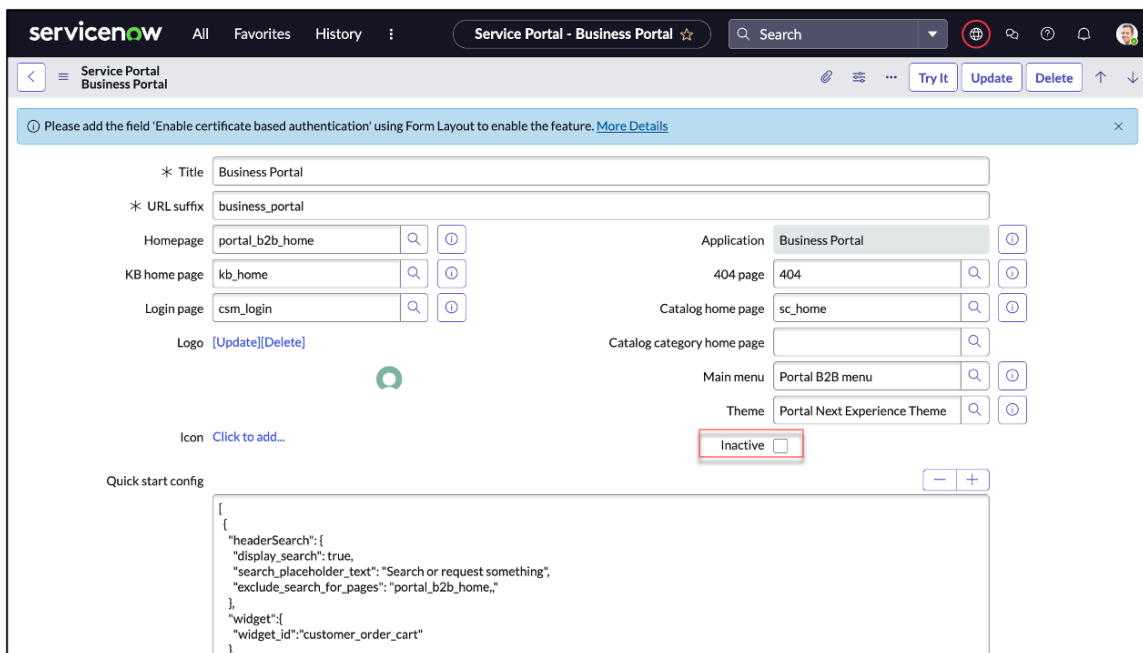 servicenow All Favorites History Service Portal - Business Portal Search
Service Portal
Business Portal
Try It Update Delete
Please add the field 'Enable certificate based authentication' using Form Layout to enable the feature. More Details
Title Business Portal
URL suffix business_portal
Homepage portal_b2b_home Application Business Portal
KB home page kb_home 404 page 404
Login page csm_login Catalog home page sc_home
Logo [Update][Delete] Catalog category home page
Main menu Portal B2B menu
Theme Portal Next Experience Theme
Icon Click to add... Inactive
Quick start config
[
{
"headerSearch": {
"display_search": true,
"search_placeholder_text": "Search or request something",
"exclude_search_for_pages": "portal_b2b_home,,"
},
"widget":{
"widget_id":"customer_order_cart"
},